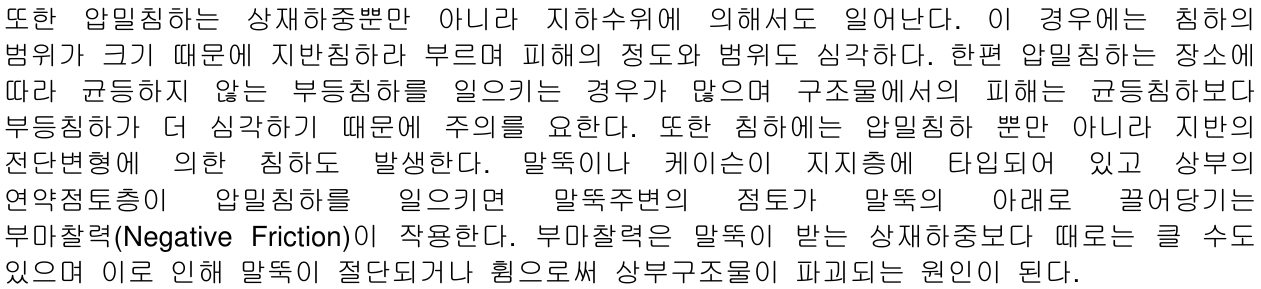 또한 압밀침하는 상재하중뿐만 아니라 지하수위에 의해서도 일어난다. 이 경우에는 침하의
범위가 크기 때문에 지반침하라 부르며 피해의 정도와 범위도 심각하다. 한편 압밀침하는 장소에
따라 균등하지 않는 부등침하를 일으키는 경우가 많으며 구조물에서의 피해는 균등침하보다
부등침하가 더 심각하기 때문에 주의를 요한다. 또한 침하에는 압밀침하 뿐만 아니라 지반의
전단변형에 의한 침하도 발생한다. 말뚝이나 케이슨이 지지층에 타입되어 있고 상부의
연약점토층이 압밀침하를 일으키면 말뚝주변의 점토가 말뚝의 아래로 끌어당기는
부마찰력(Negative Friction)이 작용한다. 부마찰력은 말뚝이 받는 상재하중보다 때로는 클 수도
있으며 이로 인해 말뚝이 절단되거나 휨으로써 상부구조물이 파괴되는 원인이 된다.